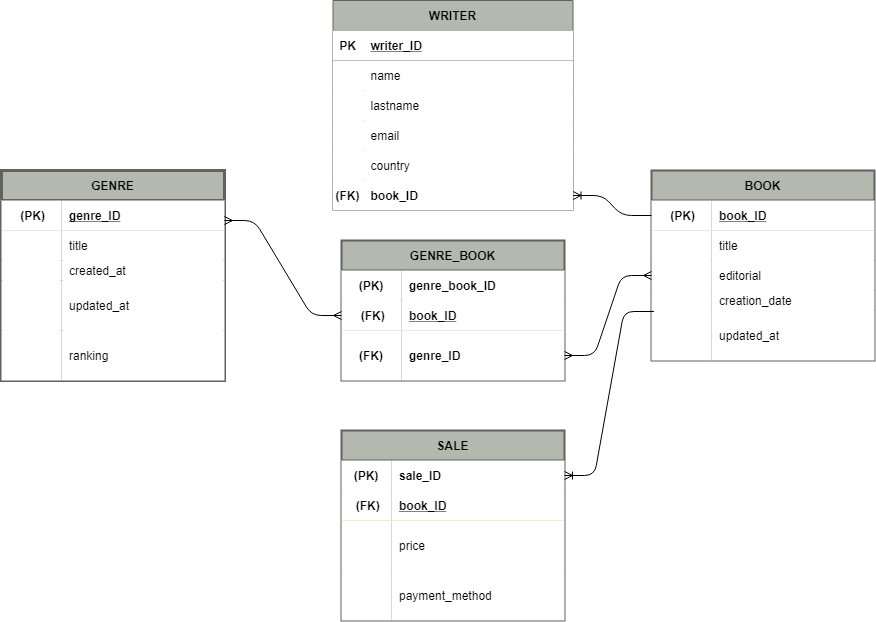 WRITER
PK writer_ID
name
lastname
email
country
(FK) book_ID
GENRE
(PK) genre_ID
title
created_at
updated_at
ranking
BOOK
(PK) book_ID
title
editorial
creation_date
updated_at
GENRE_BOOK
(PK) genre_book_ID
(FK) book_ID
(FK) genre_ID
SALE
(PK) sale_ID
(FK) book_ID
price
payment_method